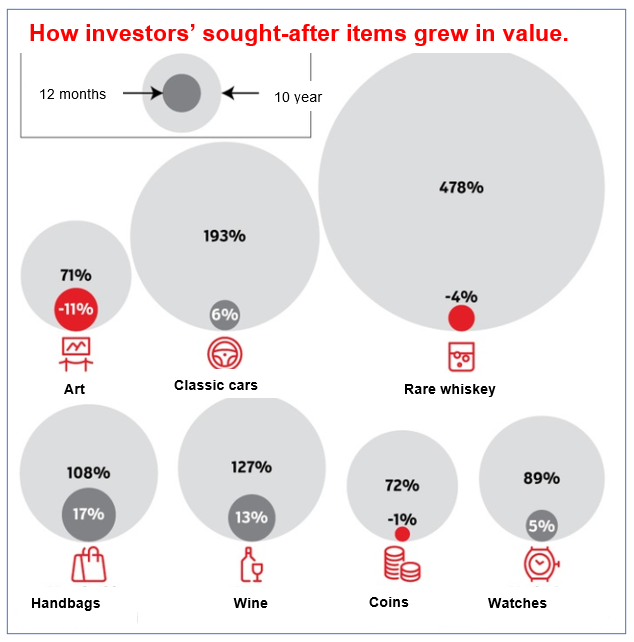 How investors’ sought-after items grew in value.
12 months
10 year
71%
-11%
Art
193%
6%
Classic cars
478%
-4%
Rare whiskey
108%
17%
Handbags
127%
13%
Wine
72%
-1%
Coins
89%
5%
Watches